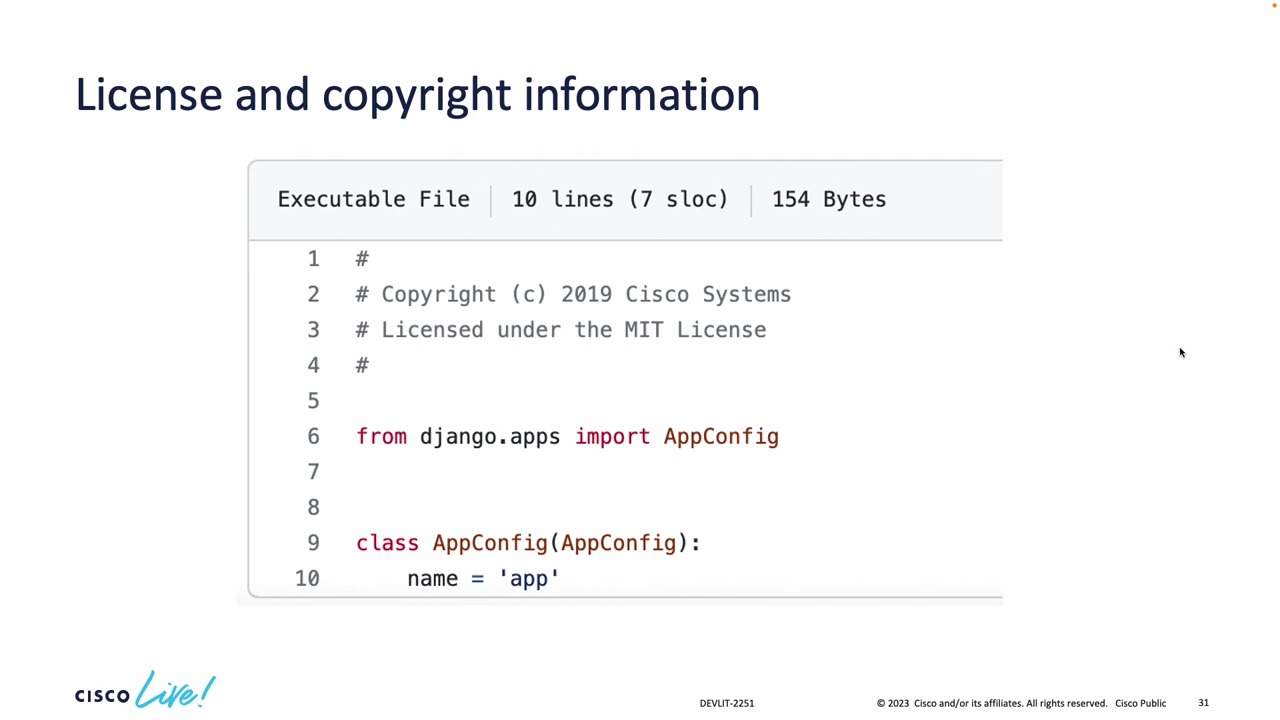 License and copyright information
Executable File | 10 lines (7 sloc) | 154 Bytes
1 #
2 # Copyright (c) 2019 Cisco Systems
3 # Licensed under the MIT License
4 #
5
6 from django.apps import AppConfig
7
8
9 class AppConfig(AppConfig):
10     name = 'app'
CISCO Live!
DEVLIT-2251
© 2023 Cisco and/or its affiliates. All rights reserved. Cisco Public
31